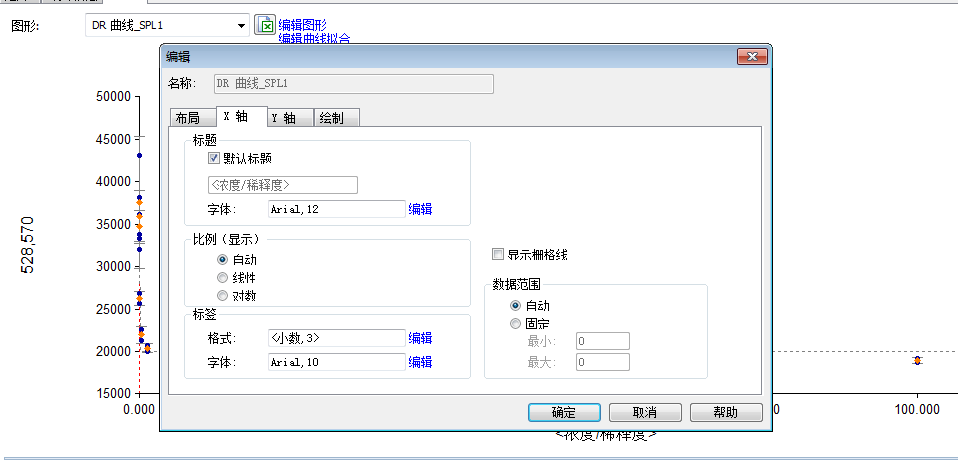 图形:
DR 曲线_SPL1
编辑图形
编辑曲线拟合
编辑
名称:
DR 曲线_SPL1
布局
X 轴
Y 轴
绘制
标题
默认标题
<浓度/稀释度>
字体:
Arial,12
编辑
比例（显示）
自动
线性
对数
显示栅格线
数据范围
自动
固定
最小:
0
最大:
0
标签
格式:
<小数,3>
编辑
字体:
Arial,10
编辑
确定
取消
帮助
50000
45000
40000
35000
30000
25000
20000
15000
528,570
0.000
100.000
<浓度/稀释度>